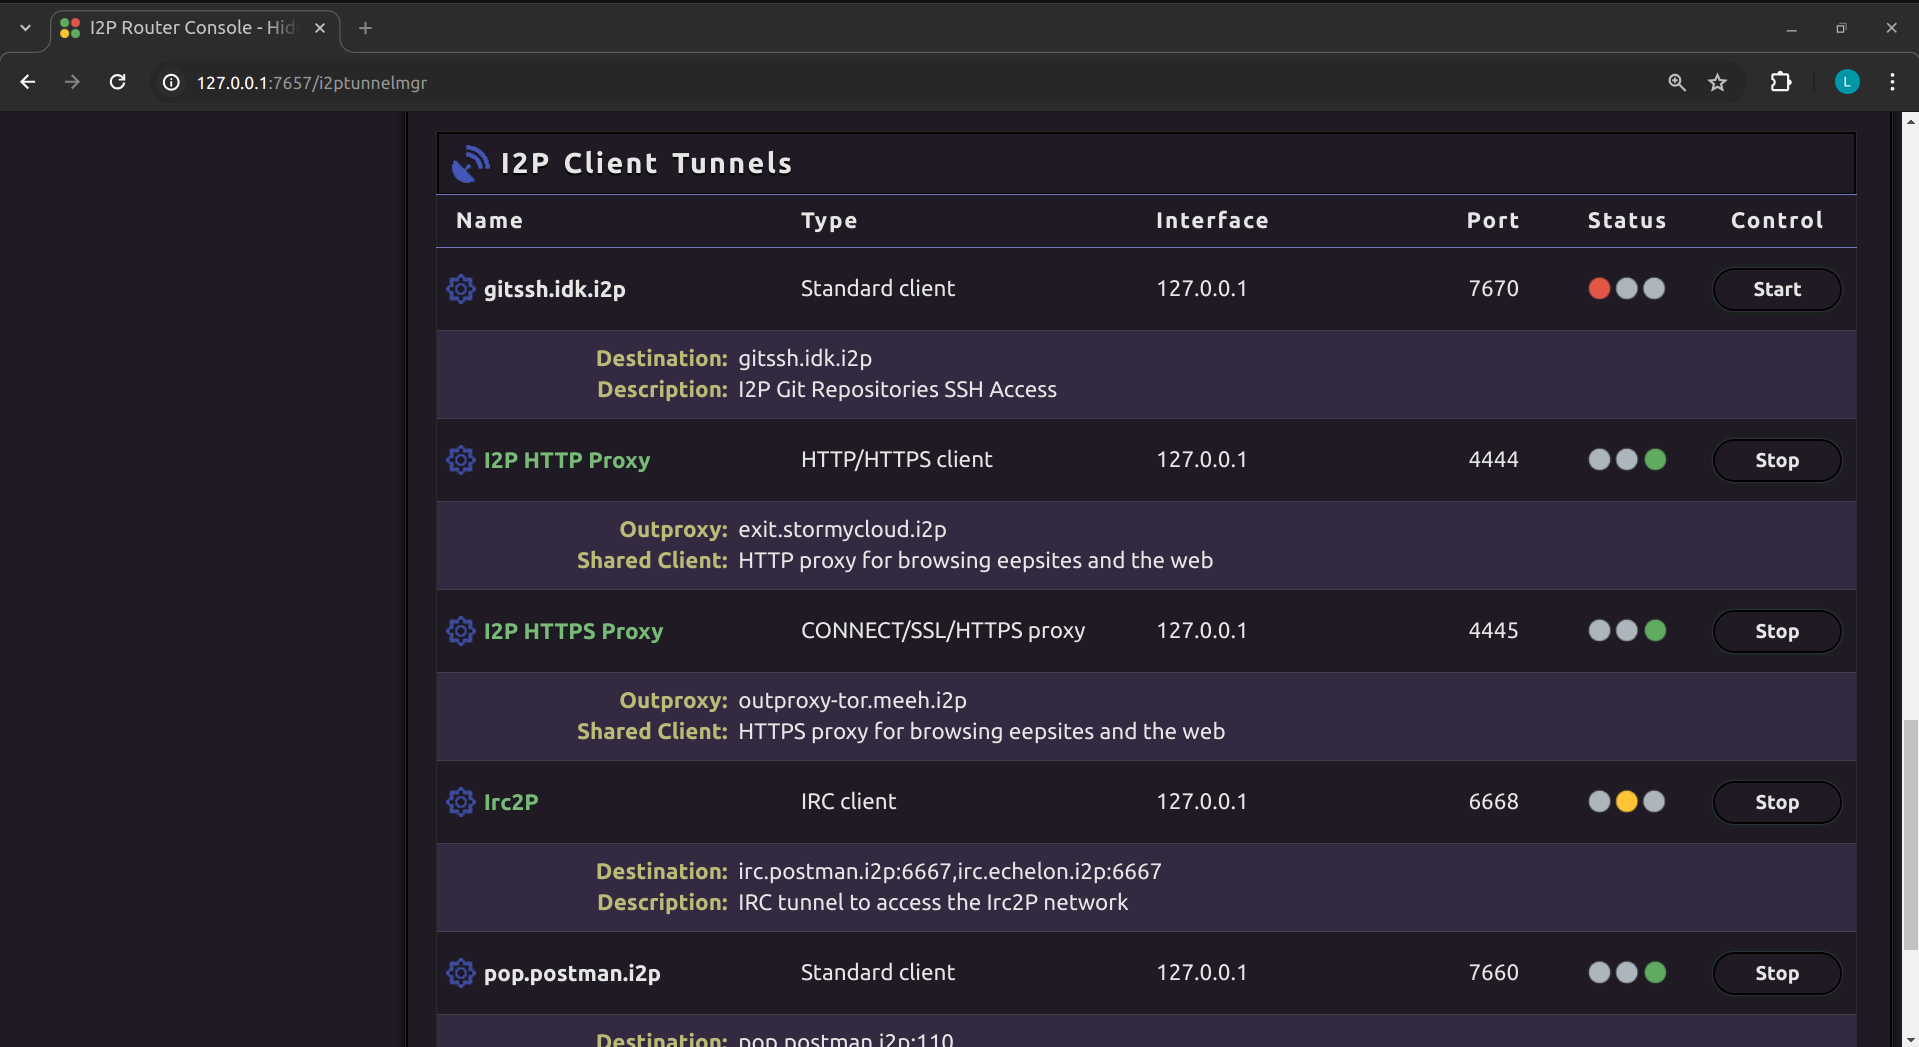 I2P Router Console - Hid
127.0.0.1:7657/i2ptunnelmgr
L
I2P Client Tunnels
Name Type Interface Port Status Control
gitssh.idk.i2p Standard client 127.0.0.1 7670 Start
Destination: gitssh.idk.i2p
Description: I2P Git Repositories SSH Access
I2P HTTP Proxy HTTP/HTTPS client 127.0.0.1 4444 Stop
Outproxy: exit.stormycloud.i2p
Shared Client: HTTP proxy for browsing eepsites and the web
I2P HTTPS Proxy CONNECT/SSL/HTTPS proxy 127.0.0.1 4445 Stop
Outproxy: outproxy-tor.meeh.i2p
Shared Client: HTTPS proxy for browsing eepsites and the web
Irc2P IRC client 127.0.0.1 6668 Stop
Destination: irc.postman.i2p:6667,irc.echelon.i2p:6667
Description: IRC tunnel to access the Irc2P network
pop.postman.i2p Standard client 127.0.0.1 7660 Stop
Destination: pop.postman.i2p:110